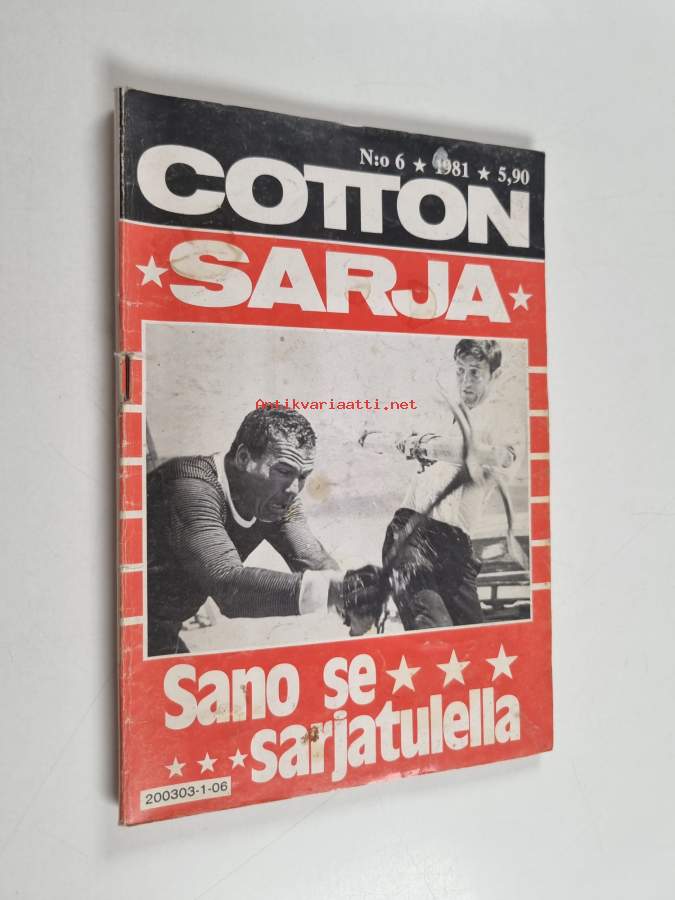 N:o 6 ★ 1981 ★ 5,90
COTTON
★ SARJA ★
Antikvariaatti.net
Sano se ★ ★ ★
★ ★ ★ sarjatulella
200303-1-06